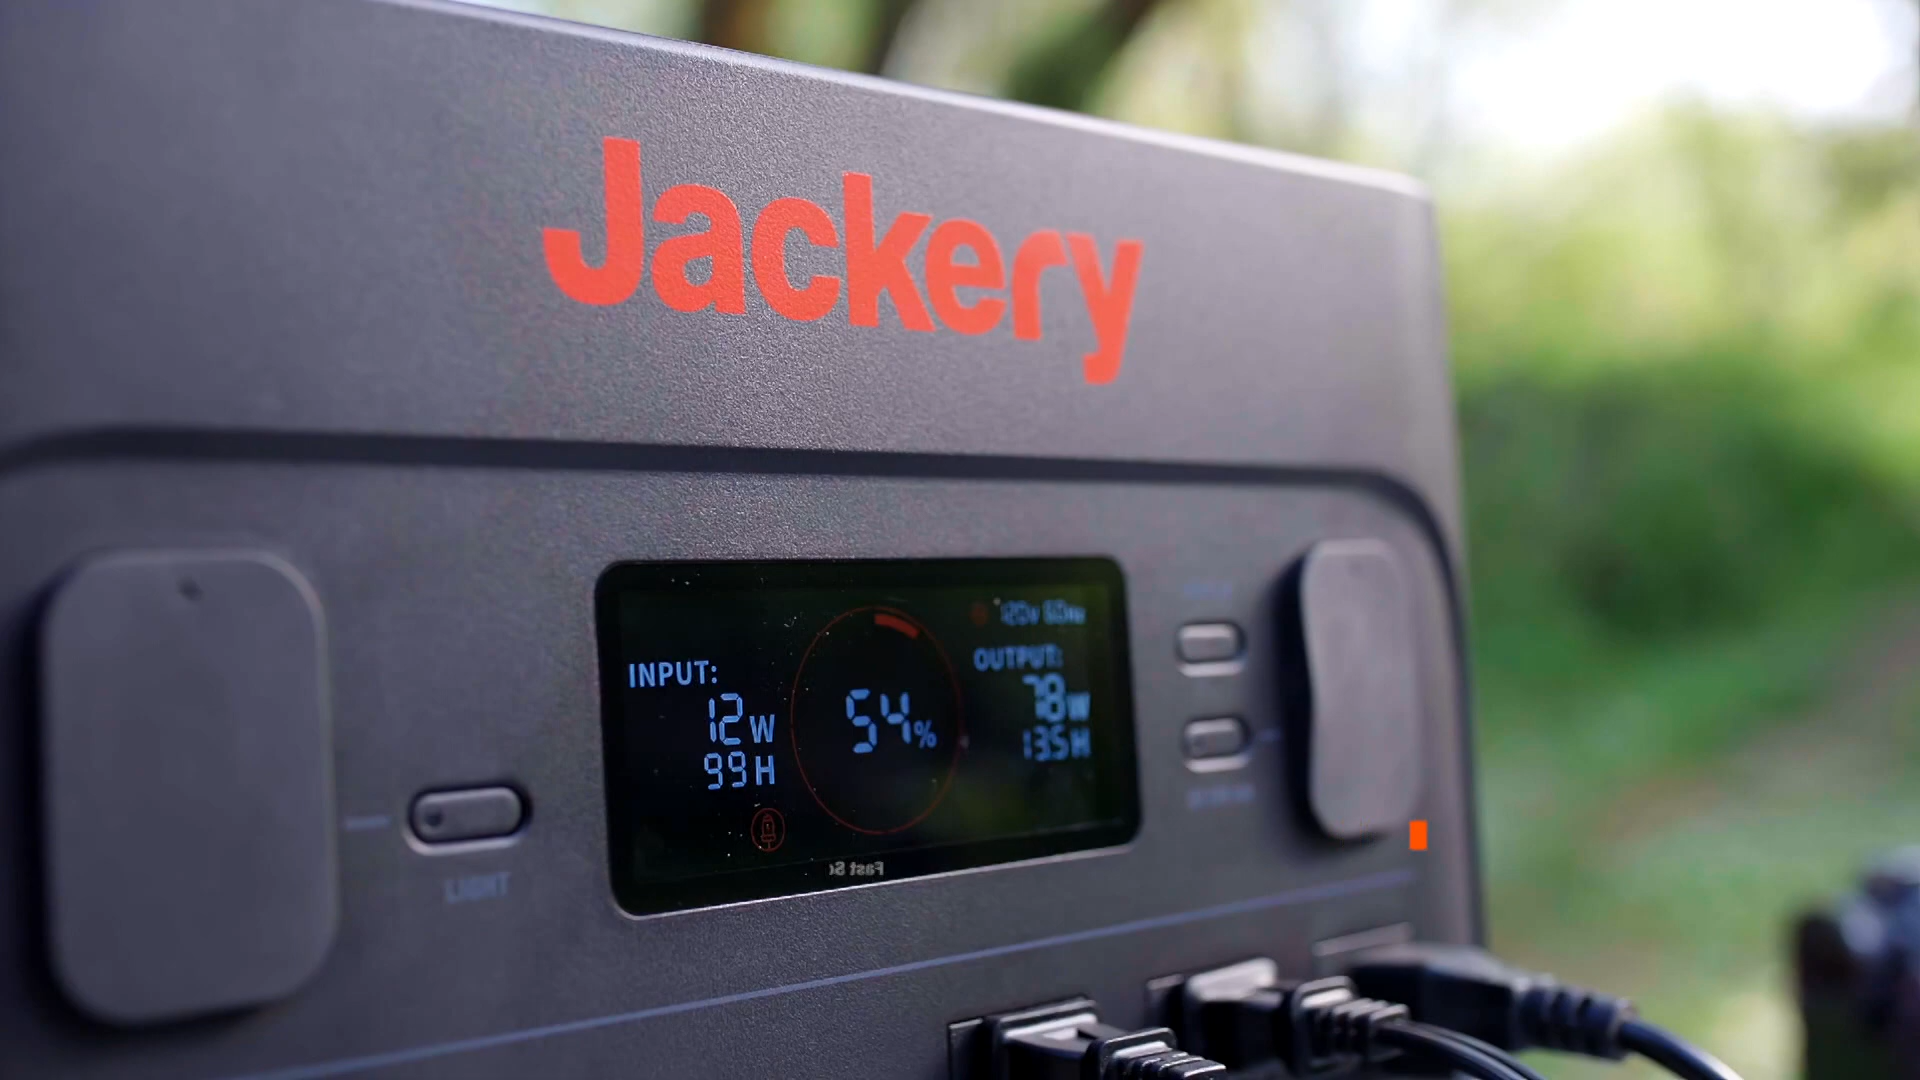 Jackery
120V 60Hz
INPUT:
12W
99H
54%
OUTPUT:
78W
13.5H
LIGHT